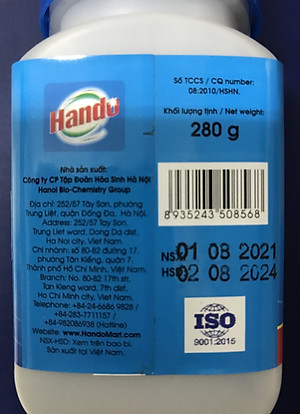 Hando
Nhà sản xuất:
Công ty CP Tập Đoàn Hóa Sinh Hà Nội
Hanoi Bio-Chemistry Group
Địa chỉ: 252/57 Tây Sơn, phường
Trung Liệt, quận Đống Đa, Hà Nội.
Address: 252/57 Tay Son,
Trung Liet ward, Dong Da dist,
Ha Noi city, Viet Nam.
Chi nhánh: số 80-82 đường 17,
phường Tân Kiểng, quận 7,
Thành phố Hồ Chí Minh, Việt Nam.
Branch: No. 80-82 17th str,
Tan Kieng ward, 7th dist,
Ho Chi Minh city, Viet Nam.
Telephone: +84-24-6686 9828 /
+84-283-7711157 /
+84-982086938 (Hotline)
Website: www.HandoMart.com
NSX-HSD: Xem trên bao bì.
Sản xuất tại Việt Nam.
Số TCCS / CQ number:
08:2010/HSHN.
Khối lượng tịnh / Net weight:
280 g
8 935243 508568
NSX 01 08 2021
HSD 02 08 2024
ISO
9001:2015